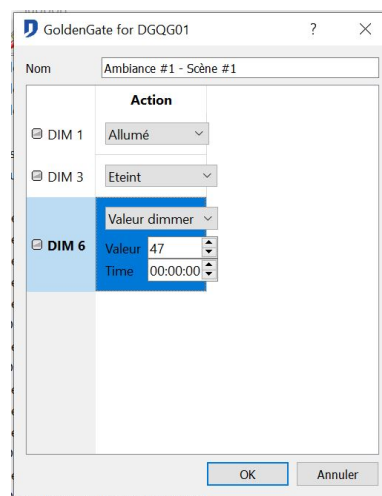 GoldenGate for DGQG01 ? ×
Nom Ambiance #1 - Scène #1
Action
DIM 1 Allumé
DIM 3 Eteint
Valeur dimmer
DIM 6 Valeur 47
Time 00:00:00
OK Annuler